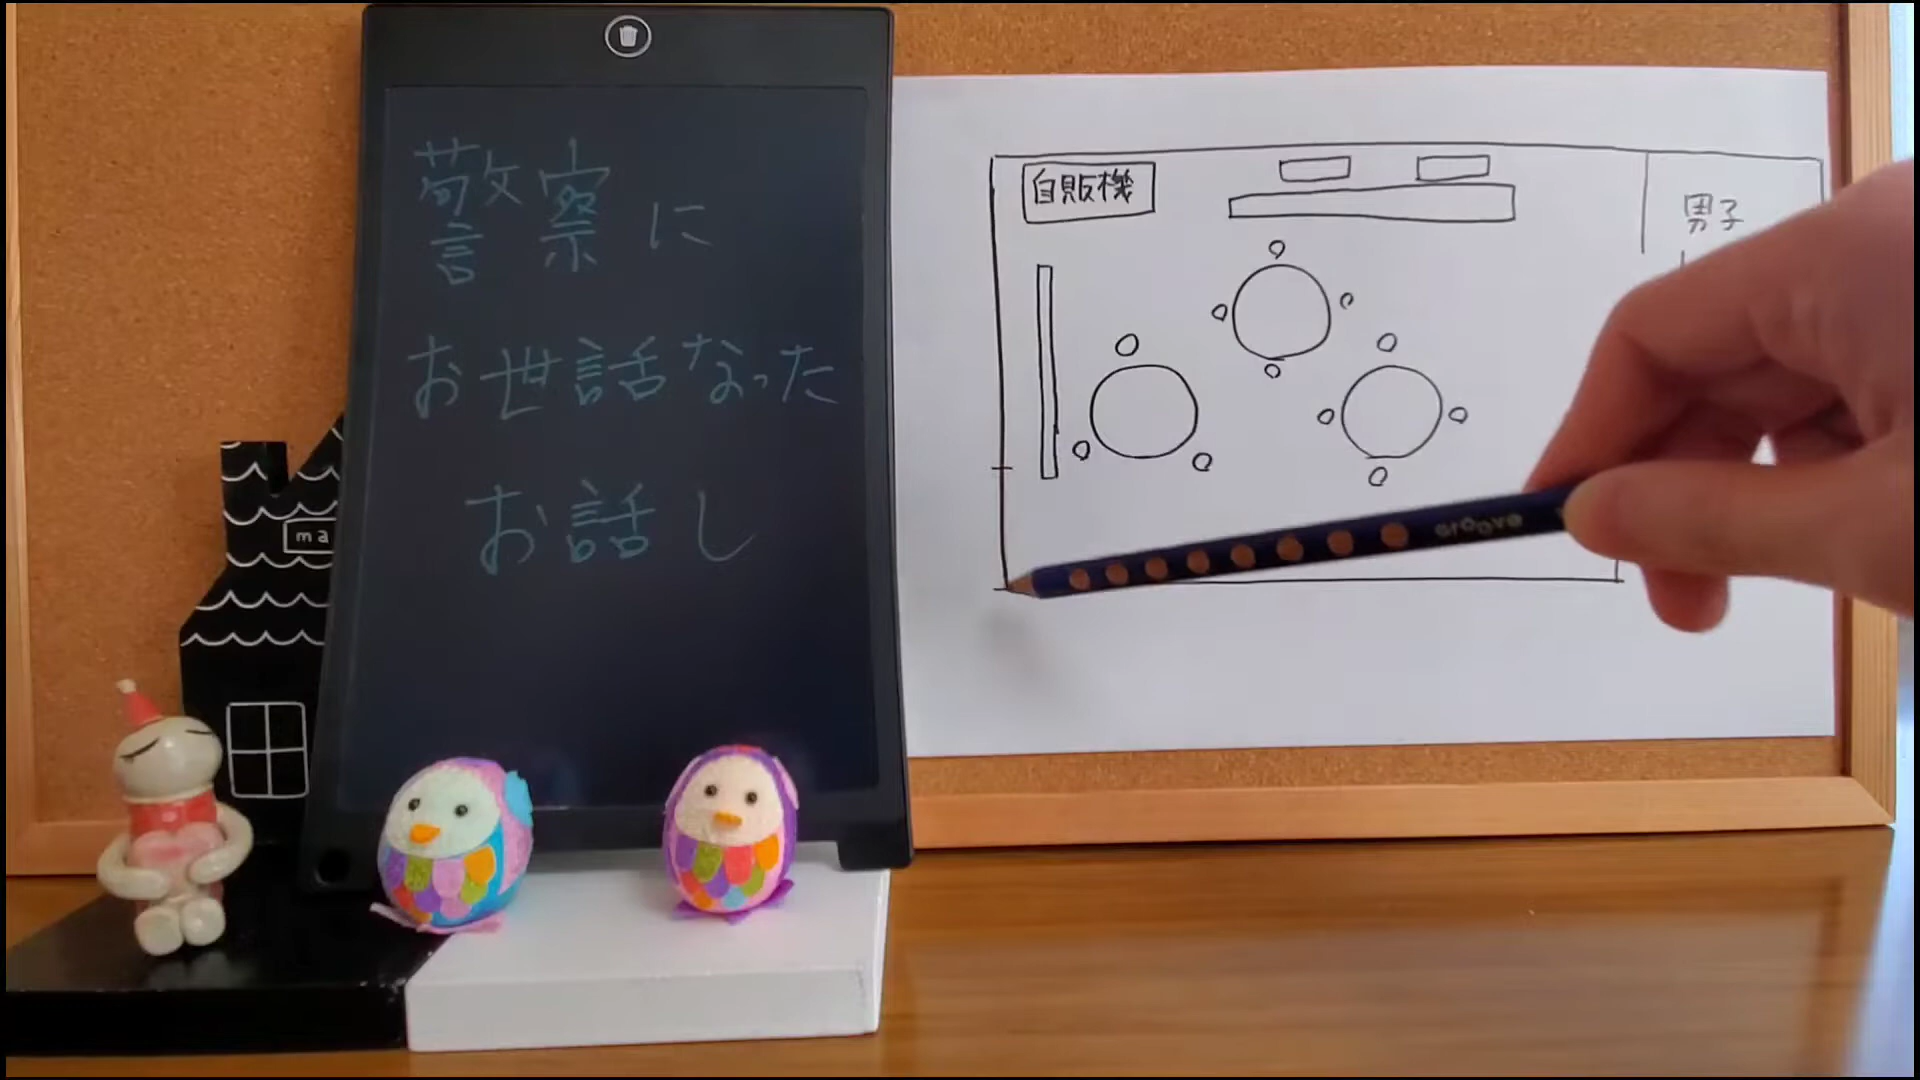 警察に
お世話なった
お話し
ma
自販機
男子
groove